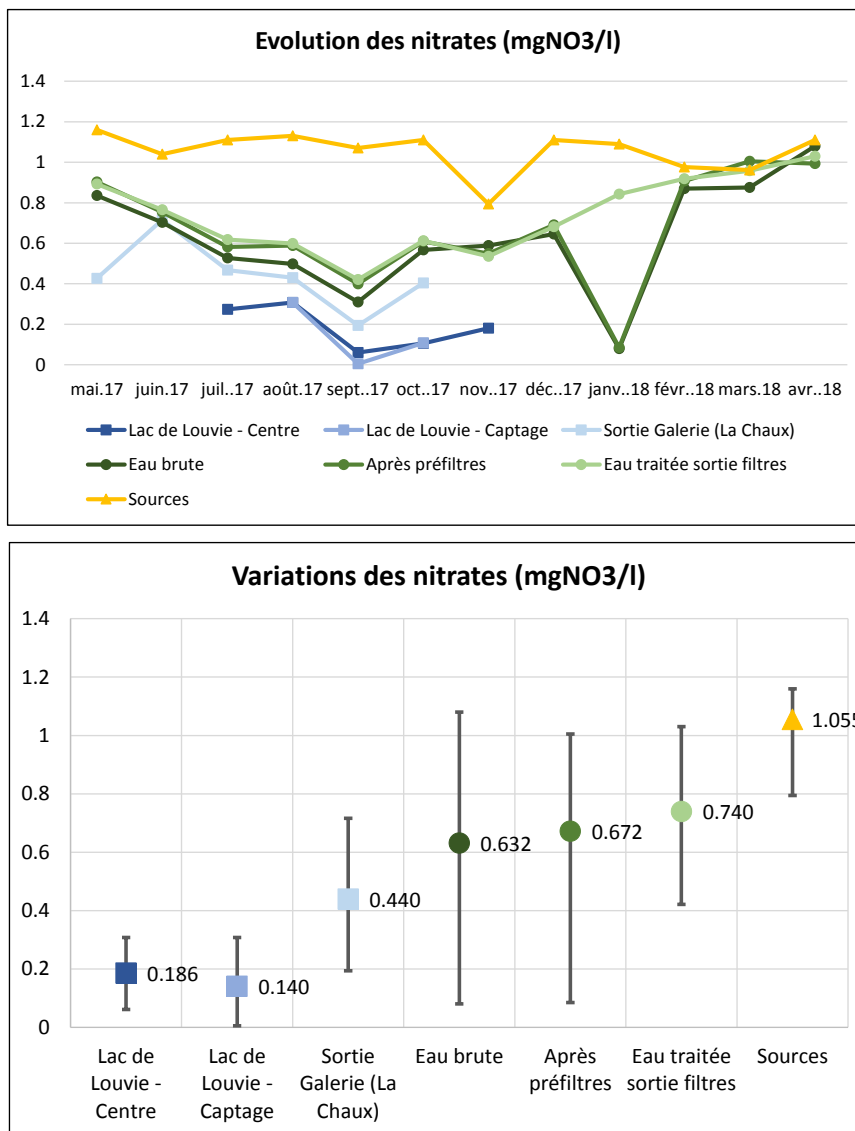 Evolution des nitrates (mgNO3/l)
1.4
1.2
1
0.8
0.6
0.4
0.2
0
mai.17 juin.17 juil..17 août.17 sept..17 oct..17 nov..17 déc..17 janv..18 févr..18 mars.18 avr..18
Lac de Louvie - Centre Lac de Louvie - Captage Sortie Galerie (La Chaux)
Eau brute Après préfiltres Eau traitée sortie filtres
Sources
Variations des nitrates (mgNO3/l)
1.4
1.2
1
0.8
0.6
0.4
0.2
0
0.186
0.140
0.440
0.632
0.672
0.740
1.055
Lac de Louvie - Centre
Lac de Louvie - Captage
Sortie Galerie (La Chaux)
Eau brute
Après préfiltres
Eau traitée sortie filtres
Sources